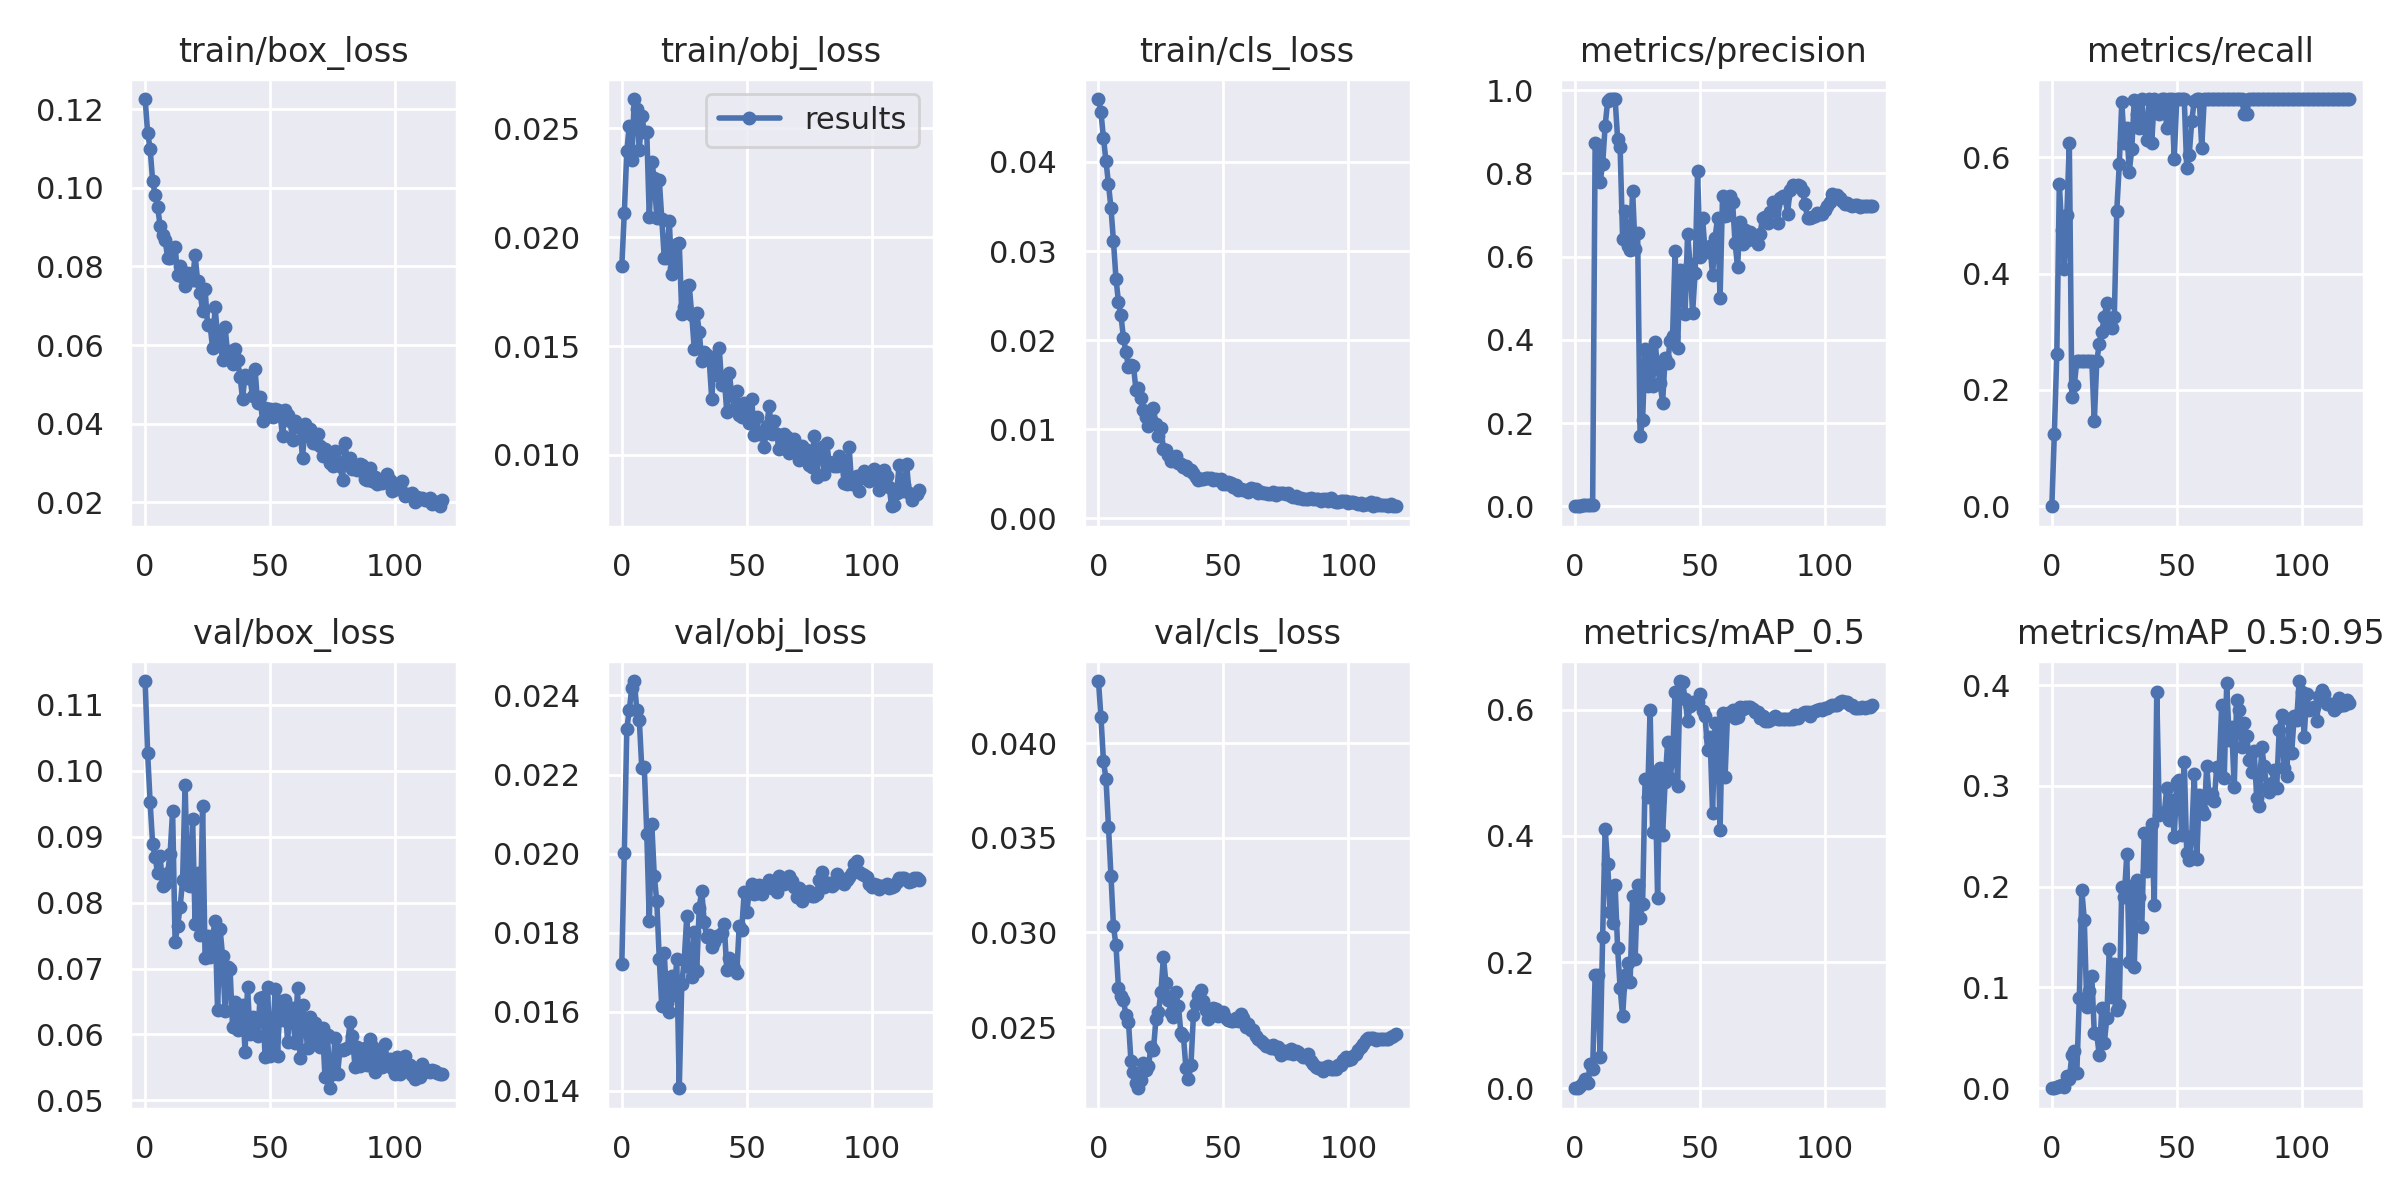 train/box_loss
0.12
0.10
0.08
0.06
0.04
0.02
0 50 100
train/obj_loss
results
0.025
0.020
0.015
0.010
0 50 100
train/cls_loss
0.04
0.03
0.02
0.01
0.00
0 50 100
metrics/precision
1.0
0.8
0.6
0.4
0.2
0.0
0 50 100
metrics/recall
0.6
0.4
0.2
0.0
0 50 100
val/box_loss
0.11
0.10
0.09
0.08
0.07
0.06
0.05
0 50 100
val/obj_loss
0.024
0.022
0.020
0.018
0.016
0.014
0 50 100
val/cls_loss
0.040
0.035
0.030
0.025
0 50 100
metrics/mAP_0.5
0.6
0.4
0.2
0.0
0 50 100
metrics/mAP_0.5:0.95
0.4
0.3
0.2
0.1
0.0
0 50 100